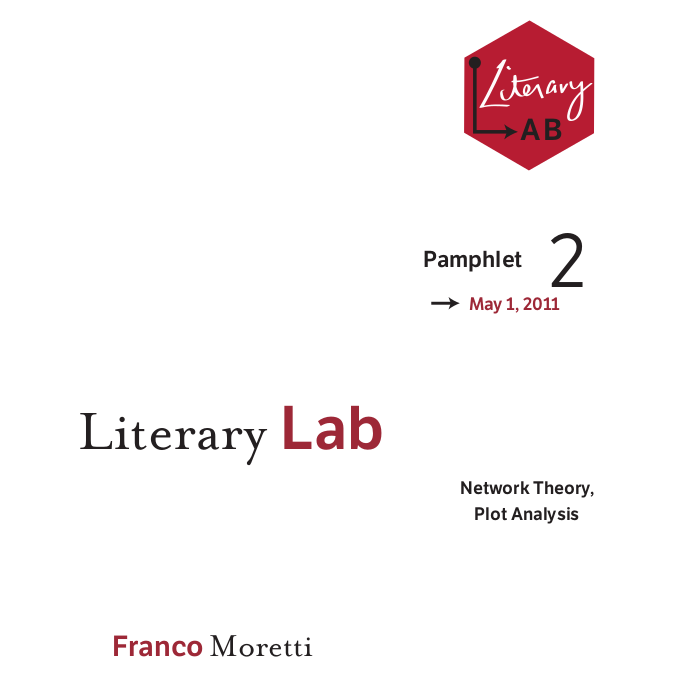 Literary
AB
Pamphlet 2
May 1, 2011
Literary Lab
Network Theory,
Plot Analysis
Franco Moretti